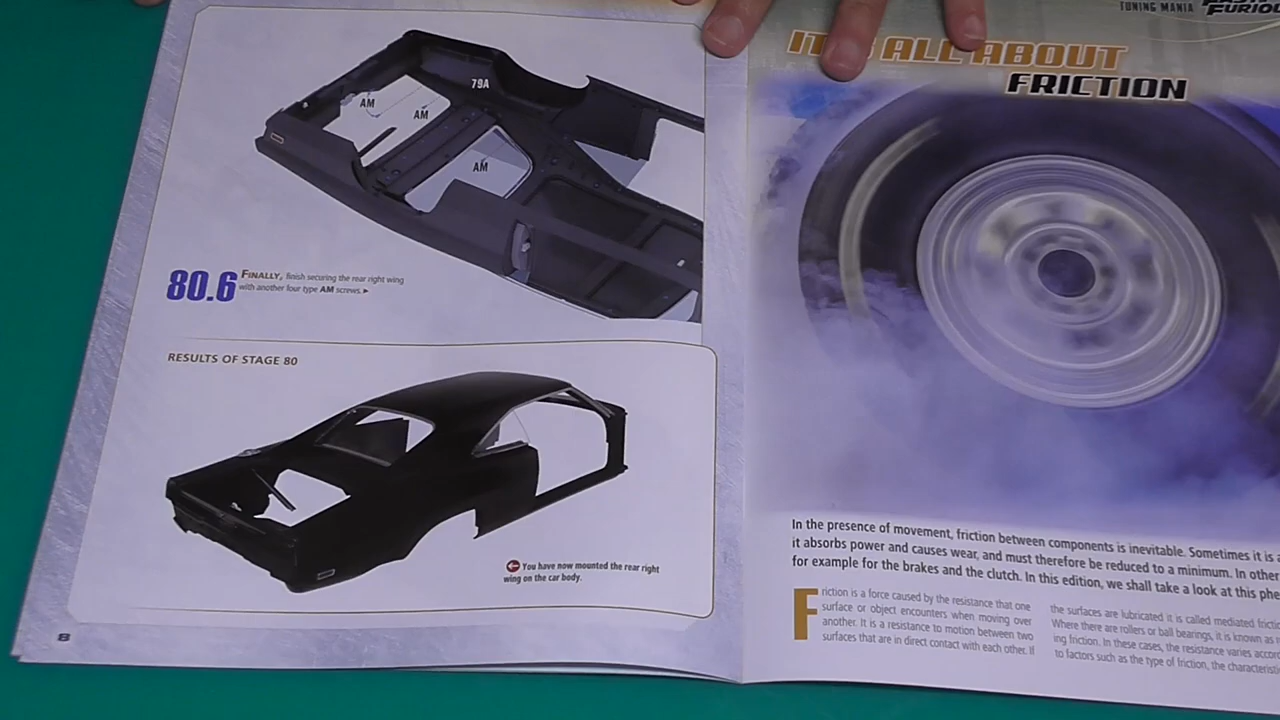 79A
AM
AM
AM
80.6 FINALLY, finish securing the rear right wing
with another four type AM screws.
RESULTS OF STAGE 80
You have now mounted the rear right
wing on the car body.
8
TUNING MANIA
FURIOU
IT'S ALL ABOUT
FRICTION
In the presence of movement, friction between components is inevitable. Sometimes it is a
it absorbs power and causes wear, and must therefore be reduced to a minimum. In other
for example for the brakes and the clutch. In this edition, we shall take a look at this phe
Friction is a force caused by the resistance that one
surface or object encounters when moving over
another. It is a resistance to motion between two
surfaces that are in direct contact with each other. If
the surfaces are lubricated it is called mediated fricti
Where there are rollers or ball bearings, it is known as
ing friction. In these cases, the resistance varies accord
to factors such as the type of friction, the characterist